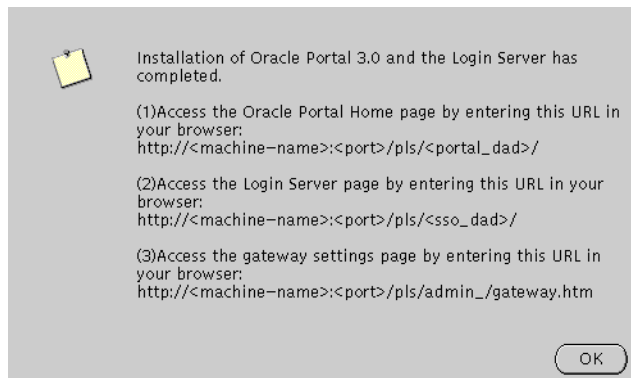 Installation of Oracle Portal 3.0 and the Login Server has
completed.
(1)Access the Oracle Portal Home page by entering this URL in
your browser:
http://<machine-name>:<port>/pls/<portal_dad>/
(2)Access the Login Server page by entering this URL in your
browser:
http://<machine-name>:<port>/pls/<sso_dad>/
(3)Access the gateway settings page by entering this URL in
your browser:
http://<machine-name>:<port>/pls/admin_/gateway.htm
OK